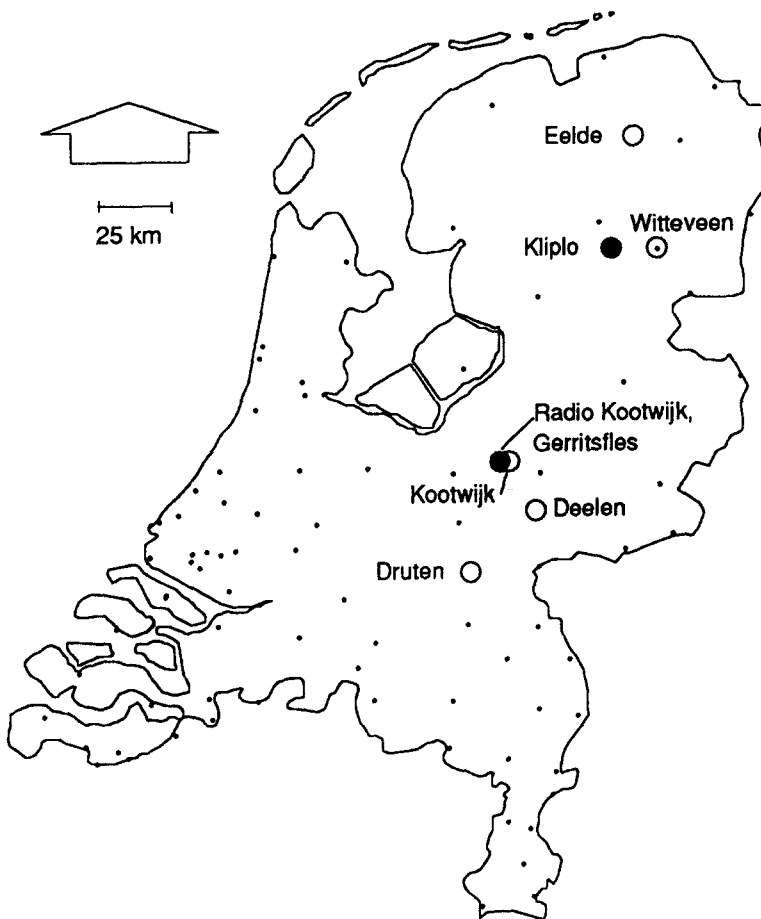 Eelde
Witteveen
Kliplo
25 km
Radio Kootwijk,
Gerritsfles
Kootwijk
Deelen
Druten